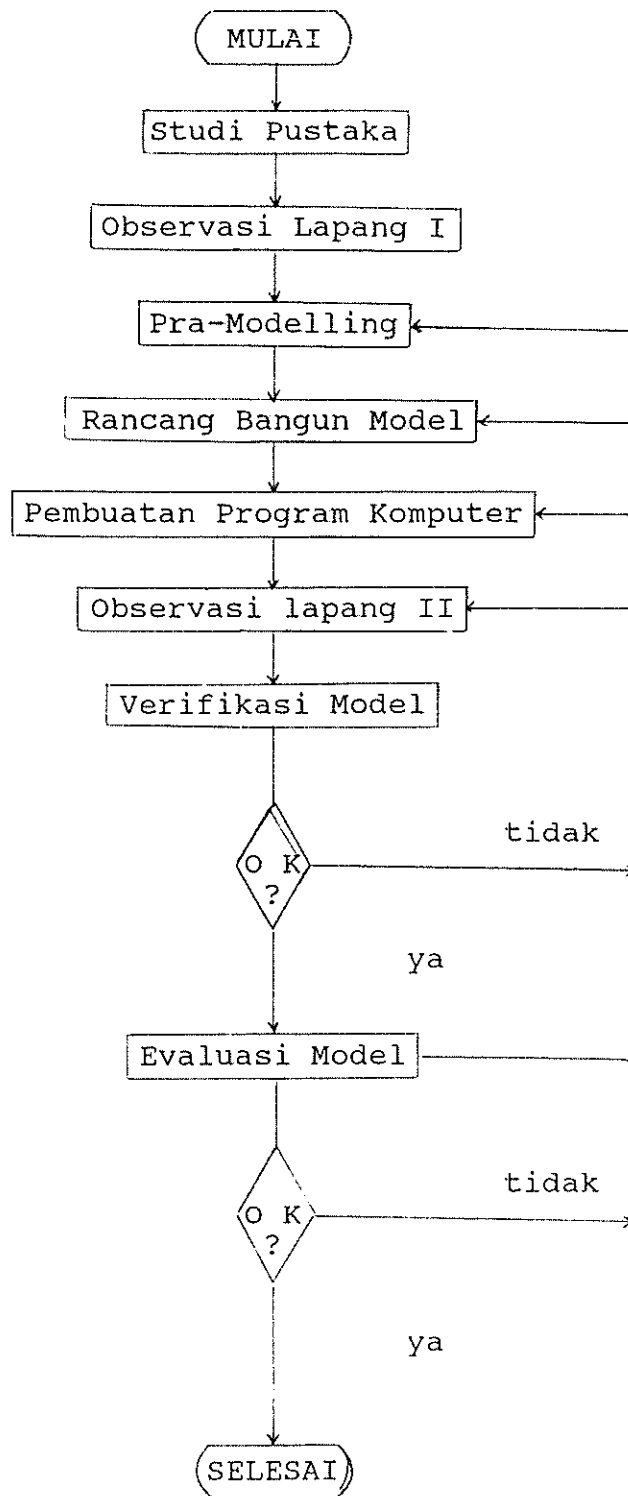 MULAI
Studi Pustaka
Observasi Lapang I
Pra-Modelling
Rancang Bangun Model
Pembuatan Program Komputer
Observasi lapang II
Verifikasi Model
tidak
O K
?
ya
Evaluasi Model
tidak
O K
?
ya
SELESAI